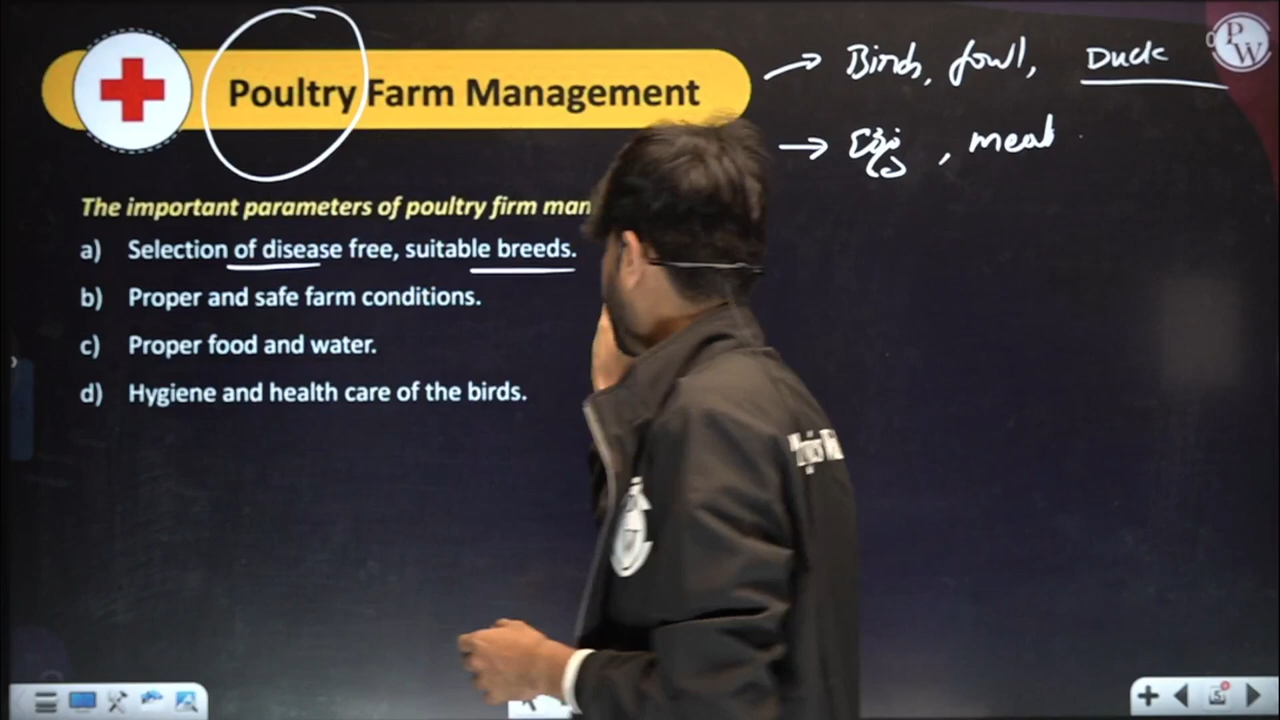 Poultry Farm Management
→ Birds, fowl, Duck
→ Egg, meat
PW
The important parameters of poultry firm man
a) Selection of disease free, suitable breeds.
b) Proper and safe farm conditions.
c) Proper food and water.
d) Hygiene and health care of the birds.